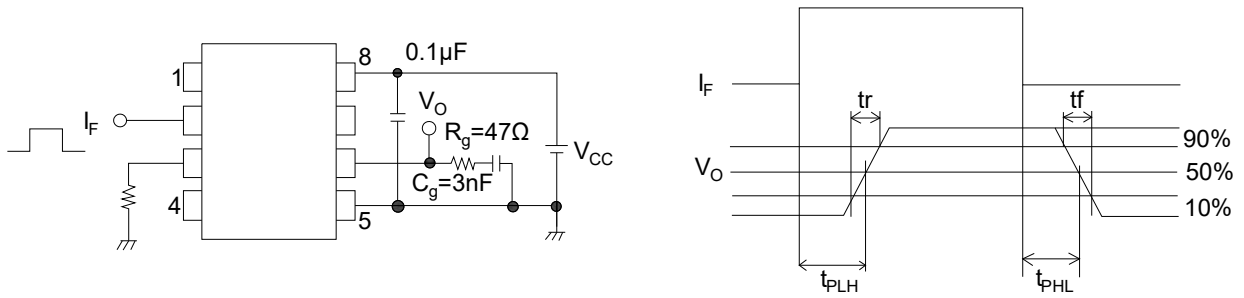 1
8
0.1μF
I_F
V_O
R_g=47Ω
V_CC
C_g=3nF
4
5
I_F
tr
tf
90%
V_O
50%
10%
t_PLH
t_PHL